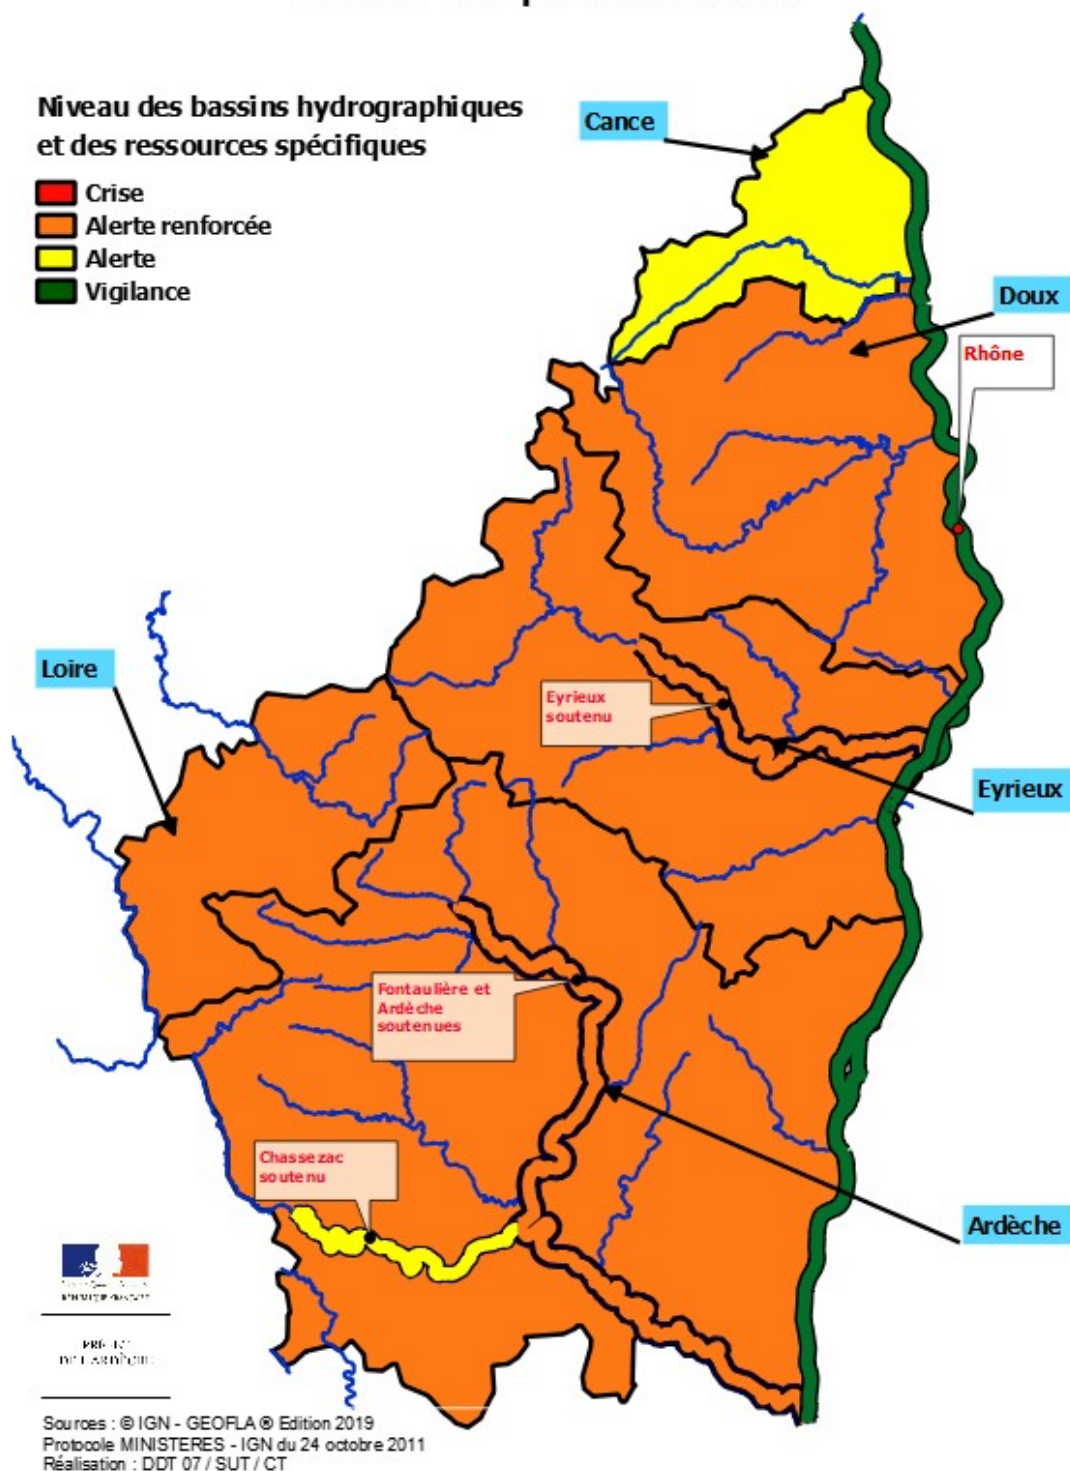 Niveau des bassins hydrographiques
et des ressources spécifiques
Crise
Alerte renforcée
Alerte
Vigilance
Cance
Doux
Rhône
Loire
Eyrieux
soutenu
Eyrieux
Fontaulière et
Ardèche
soutenues
Chassezac
soutenu
Ardèche
Sources : © IGN - GEOFLA ® Edition 2019
Protocole MINISTERES - IGN du 24 octobre 2011
Réalisation : DDT 07 / SUT / CT